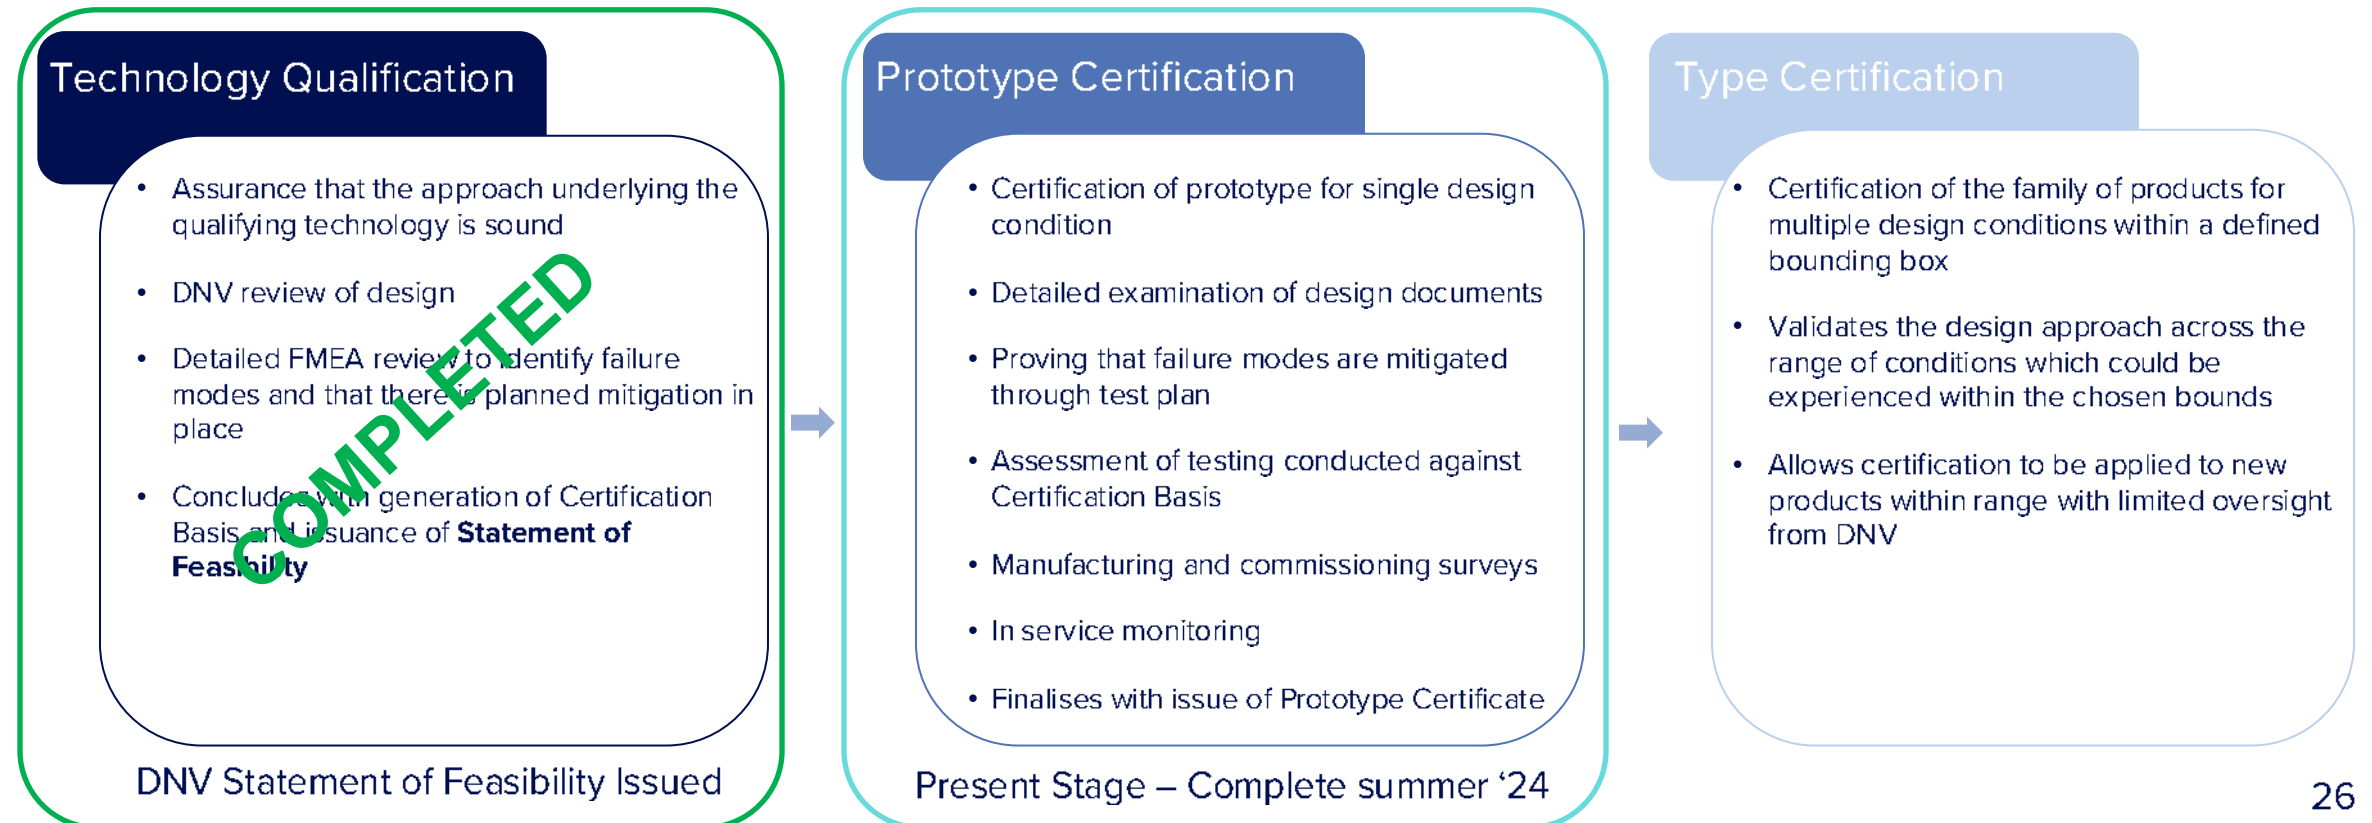 Technology Qualification
• Assurance that the approach underlying the
qualifying technology is sound
• DNV review of design
• Detailed FMEA review to identify failure
modes and that there is planned mitigation in
place
• Concludes with generation of Certification
Basis and issuance of Statement of
Feasibility
COMPLETED
DNV Statement of Feasibility Issued
Prototype Certification
• Certification of prototype for single design
condition
• Detailed examination of design documents
• Proving that failure modes are mitigated
through test plan
• Assessment of testing conducted against
Certification Basis
• Manufacturing and commissioning surveys
• In service monitoring
• Finalises with issue of Prototype Certificate
Present Stage – Complete summer ‘24
Type Certification
• Certification of the family of products for
multiple design conditions within a defined
bounding box
• Validates the design approach across the
range of conditions which could be
experienced within the chosen bounds
• Allows certification to be applied to new
products within range with limited oversight
from DNV
26